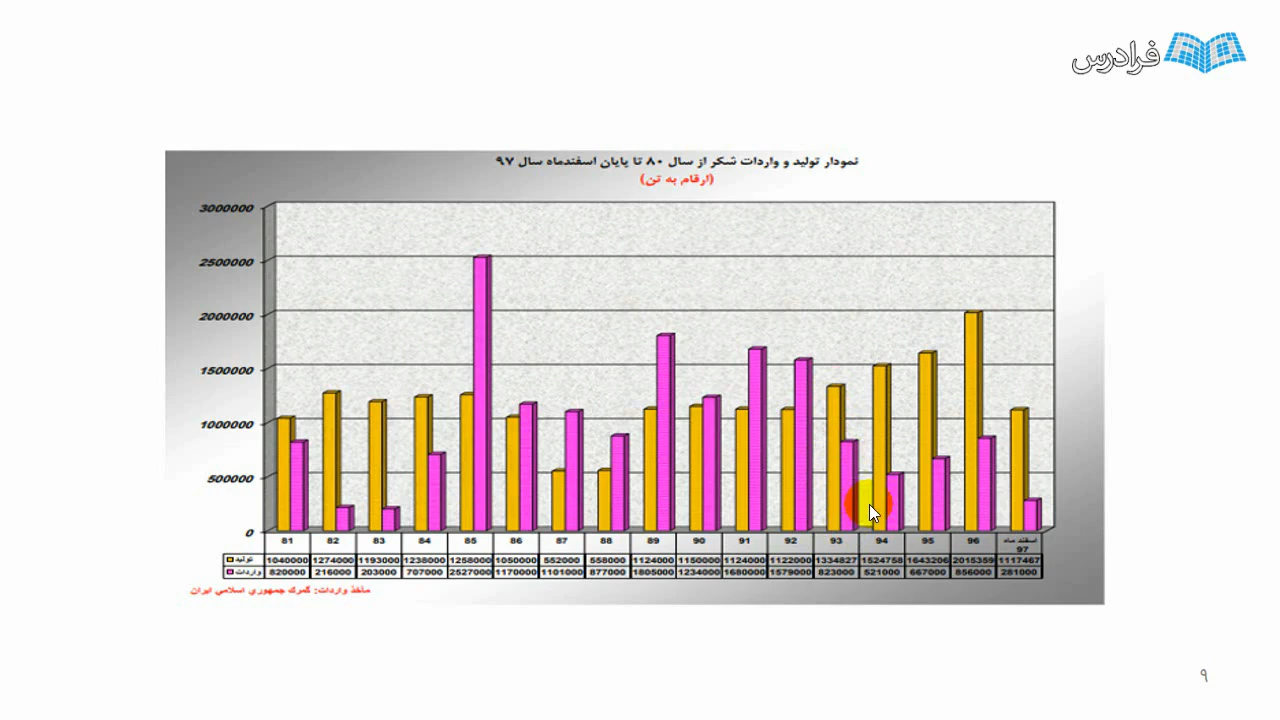 فرادرس
نمودار تولید و واردات شکر از سال ۸۰ تا پایان اسفندماه سال ۹۷
(ارقام به تن)
3000000
2500000
2000000
1500000
1000000
500000
0
81 82 83 84 85 86 87 88 89 90 91 92 93 94 95 96 اسفند ماه 97
تولید 1040000 1274000 1193000 1238000 1258000 1050000 552000 558000 1124000 1150000 1124000 1122000 1334827 1524758 1643206 2015359 1117467
واردات 820000 216000 203000 707000 2527000 1170000 1101000 877000 1805000 1234000 1680000 1579000 823000 521000 667000 856000 281000
مأخذ واردات: گمرك جمهوري اسلامي ايران
۹